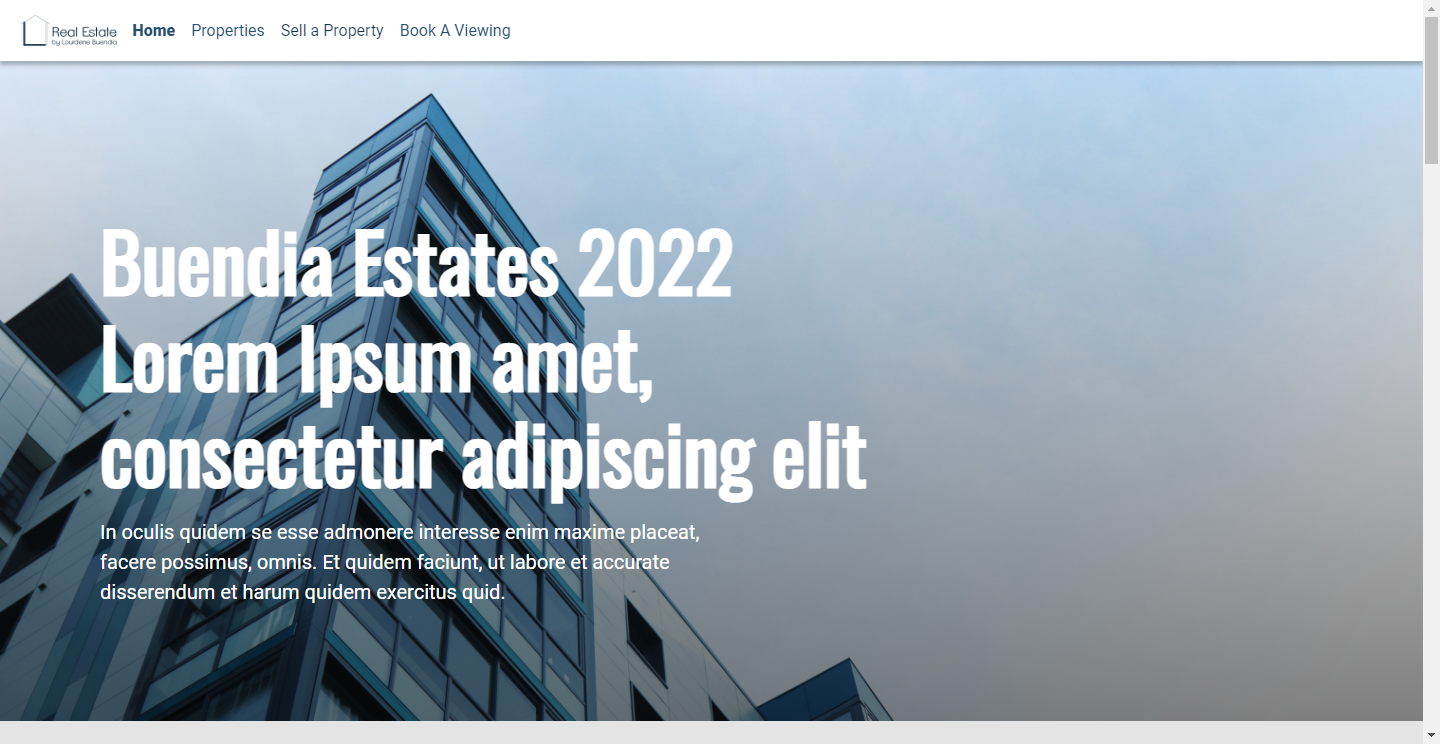 Real Estate
by Lourdene Buendia
Home Properties Sell a Property Book A Viewing
Buendia Estates 2022
Lorem Ipsum amet,
consectetur adipiscing elit
In oculis quidem se esse admonere interesse enim maxime placeat,
facere possimus, omnis. Et quidem faciunt, ut labore et accurate
disserendum et harum quidem exercitus quid.